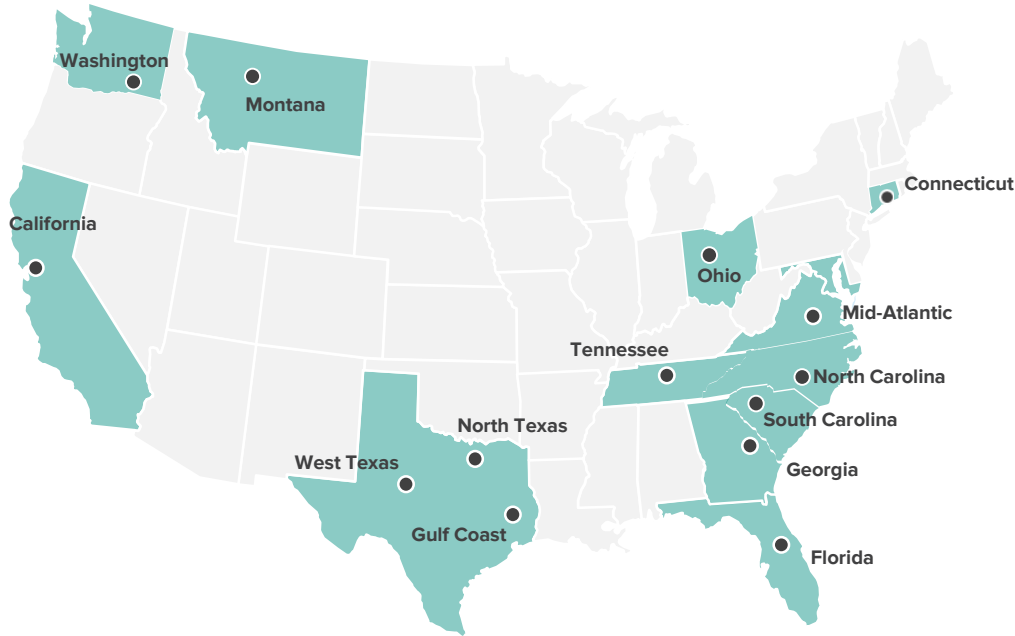 Washington
Montana
Connecticut
California
Ohio
Mid-Atlantic
Tennessee
North Carolina
South Carolina
North Texas
West Texas
Georgia
Gulf Coast
Florida